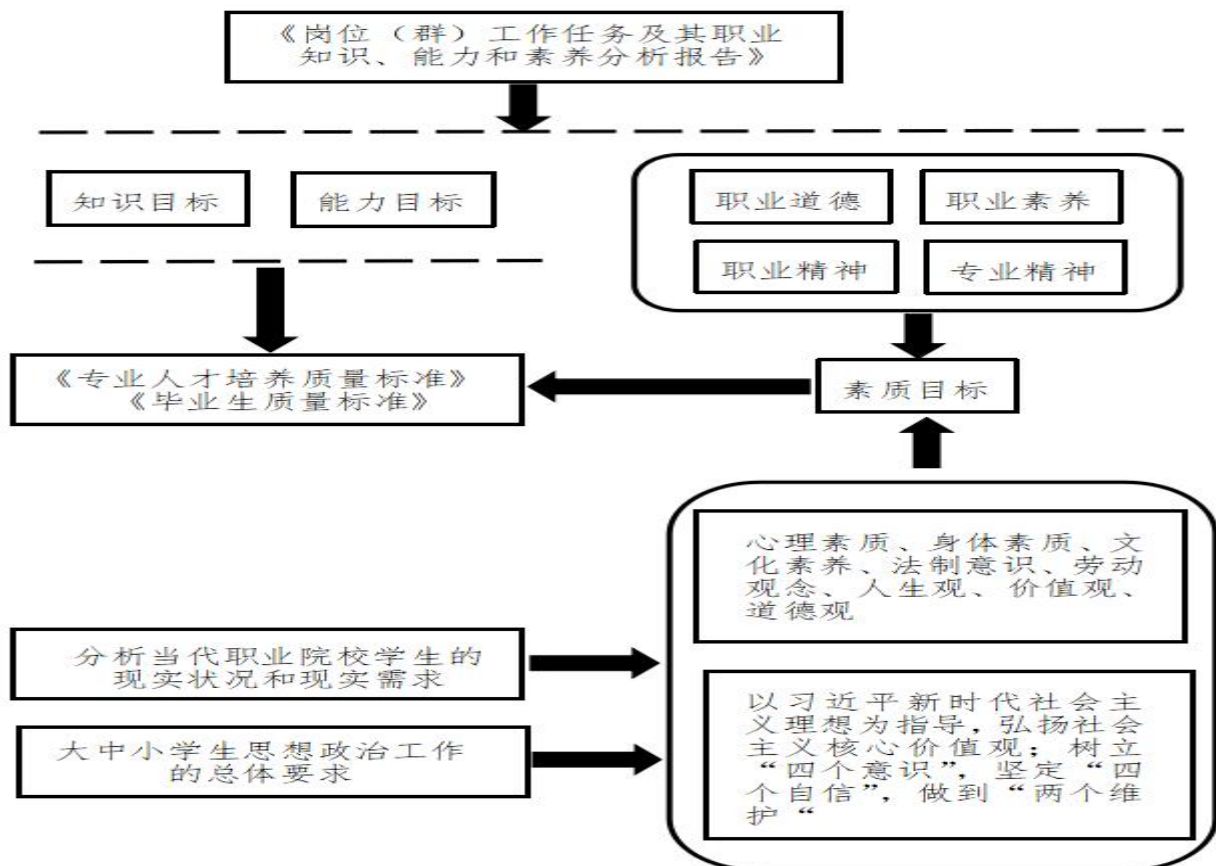 《岗位（群）工作任务及其职业
知识、能力和素养分析报告》
知识目标
能力目标
职业道德
职业素养
职业精神
专业精神
《专业人才培养质量标准》
《毕业生质量标准》
素质目标
心理素质、身体素质、文
化素养、法制意识、劳动
观念、人生观、价值观、
道德观
分析当代职业院校学生的
现实状况和现实需求
大中小学生思想政治工作
的总体要求
以习近平新时代社会主
义理想为指导，弘扬社会
主义核心价值观；树立
“四个意识”，坚定“四
个自信”，做到“两个维
护“